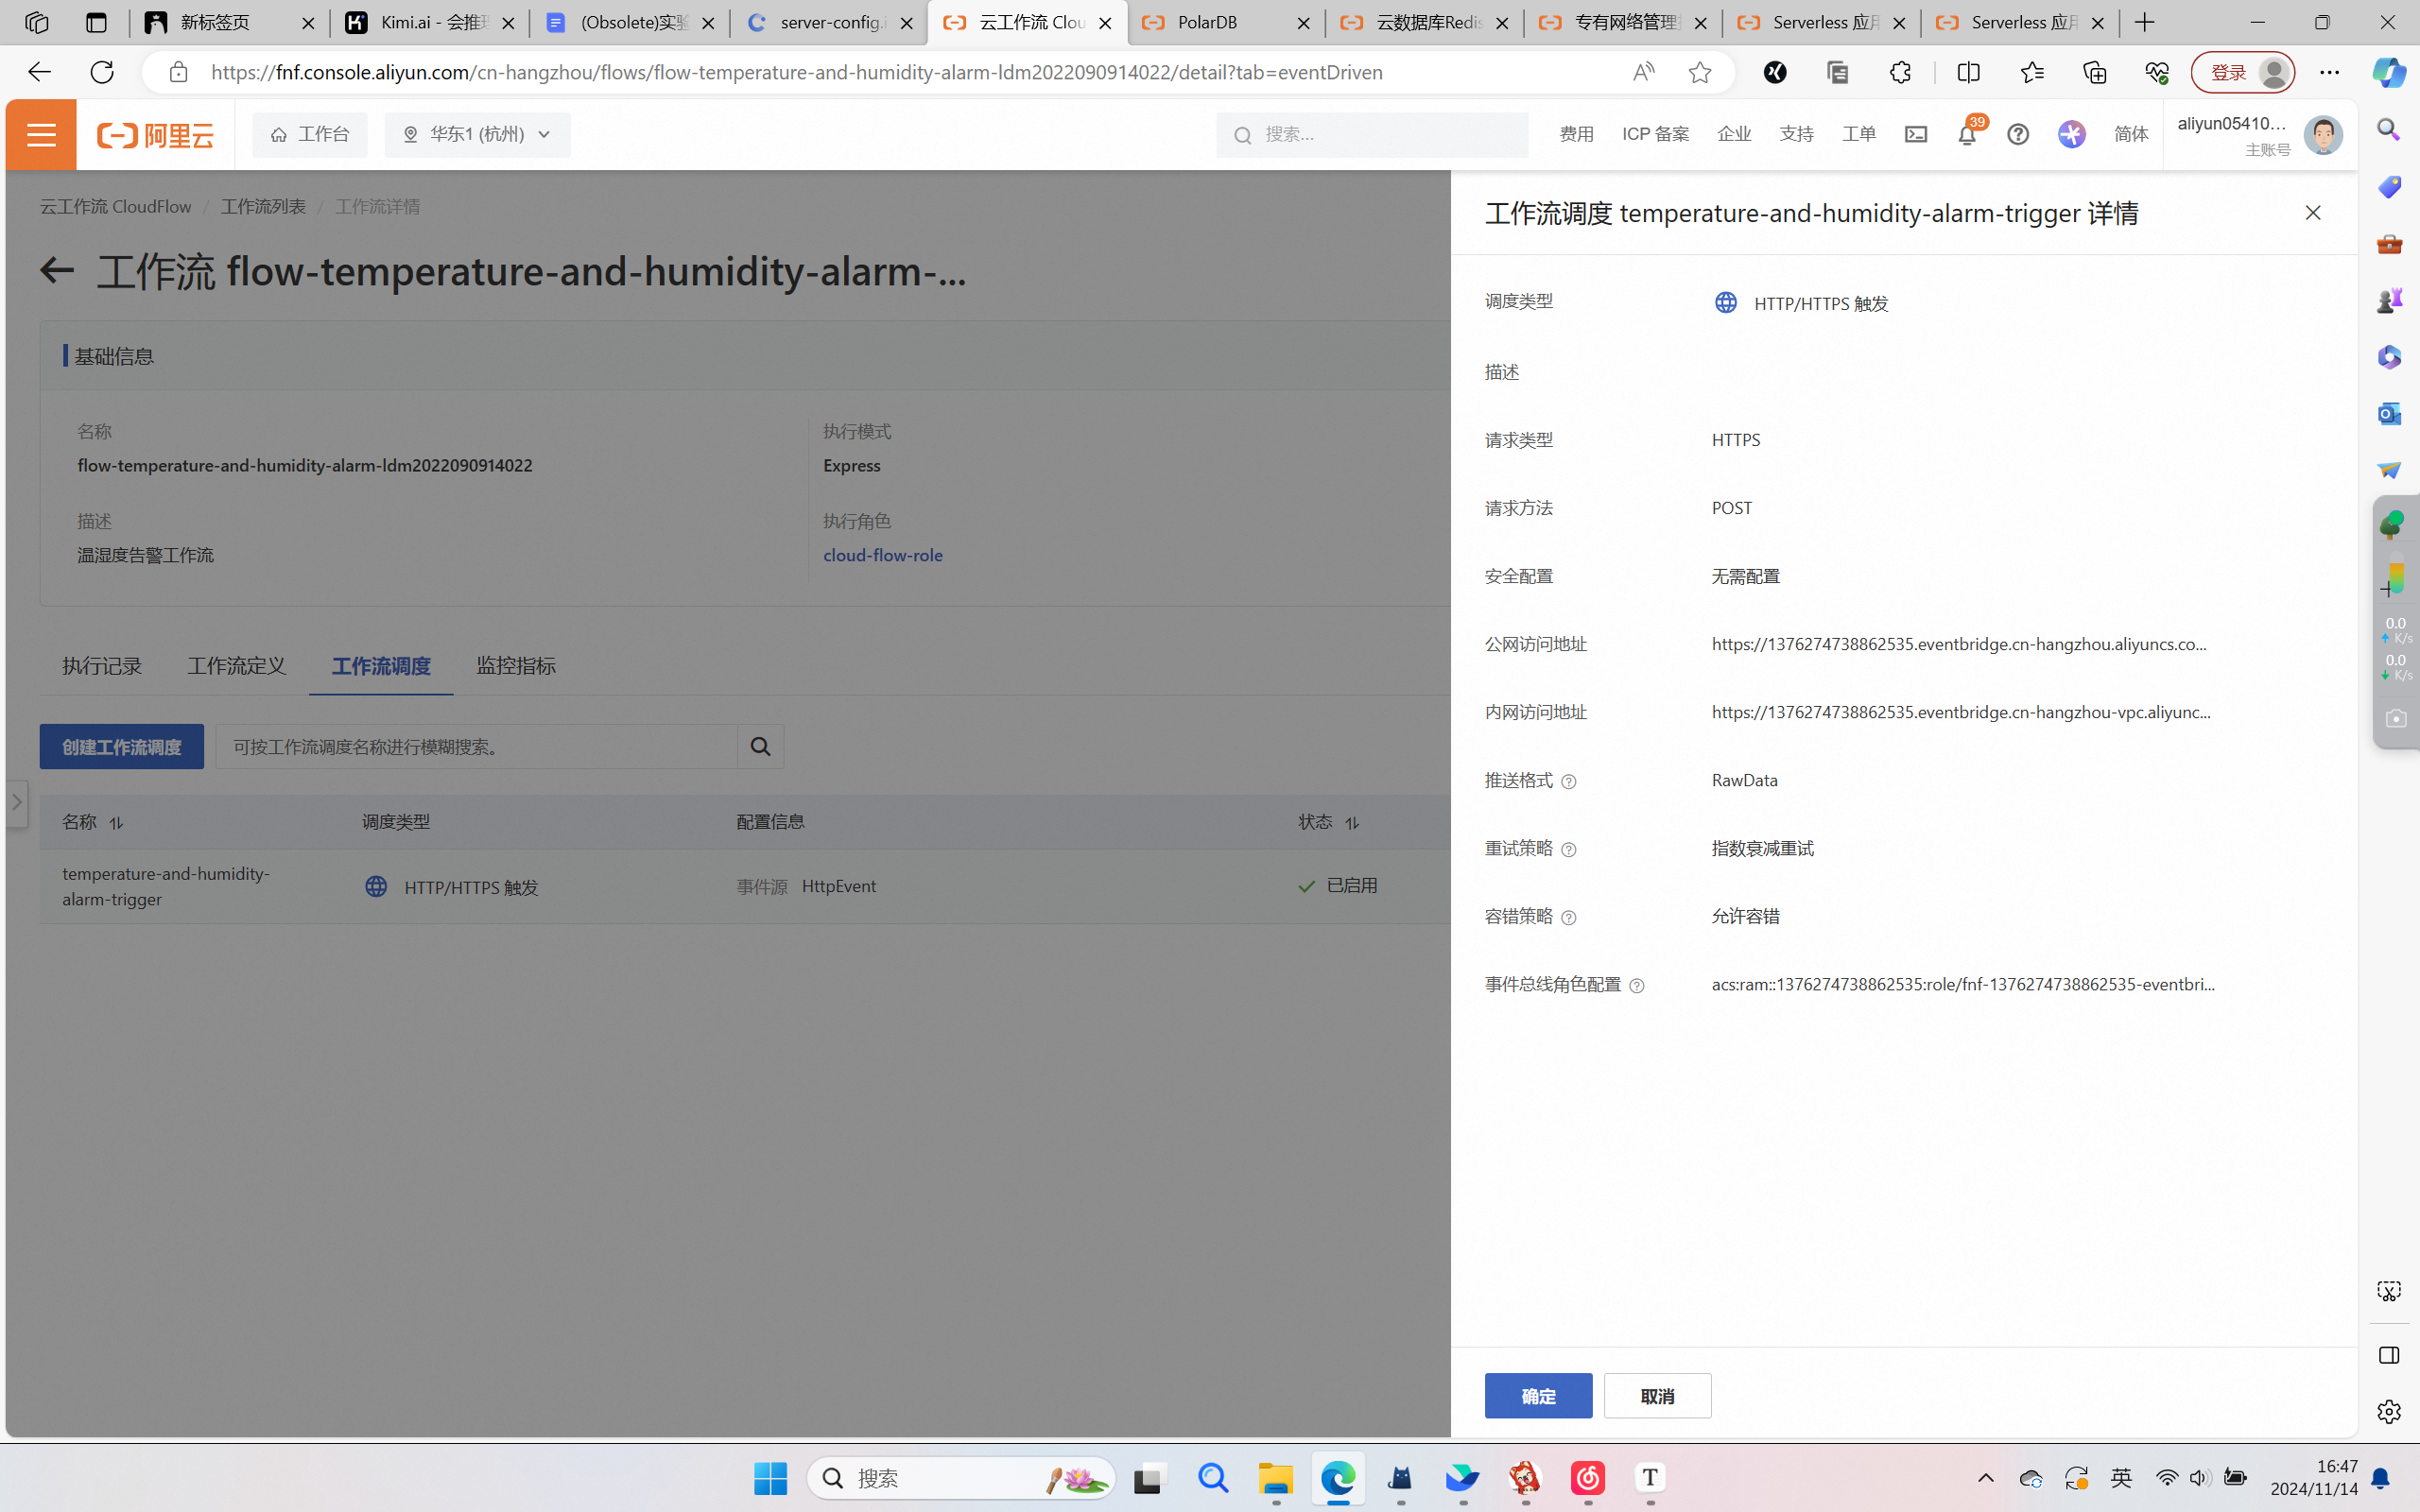 新标签页
Kimi.ai - 会推理
(Obsolete)实验
server-config.i
云工作流 Clou
PolarDB
云数据库Redis
专有网络管理
Serverless 应用
Serverless 应用
https://fnf.console.aliyun.com/cn-hangzhou/flows/flow-temperature-and-humidity-alarm-ldm2022090914022/detail?tab=eventDriven
登录
阿里云
工作台
华东1 (杭州)
搜索...
费用
ICP 备案
企业
支持
工单
39
简体
aliyun05410...
主账号
云工作流 CloudFlow / 工作流列表 / 工作流详情
工作流 flow-temperature-and-humidity-alarm-...
基础信息
名称
flow-temperature-and-humidity-alarm-ldm2022090914022
执行模式
Express
描述
温湿度告警工作流
执行角色
cloud-flow-role
执行记录
工作流定义
工作流调度
监控指标
创建工作流调度
可按工作流调度名称进行模糊搜索。
名称
调度类型
配置信息
状态
temperature-and-humidity-
alarm-trigger
HTTP/HTTPS 触发
事件源 HttpEvent
已启用
工作流调度 temperature-and-humidity-alarm-trigger 详情
调度类型
HTTP/HTTPS 触发
描述
请求类型
HTTPS
请求方法
POST
安全配置
无需配置
公网访问地址
https://1376274738862535.eventbridge.cn-hangzhou.aliyuncs.co...
内网访问地址
https://1376274738862535.eventbridge.cn-hangzhou-vpc.aliyunc...
推送格式
RawData
重试策略
指数衰减重试
容错策略
允许容错
事件总线角色配置
acs:ram::1376274738862535:role/fnf-1376274738862535-eventbri...
确定
取消
0.0
K/s
0.0
K/s
搜索
英
16:47
2024/11/14